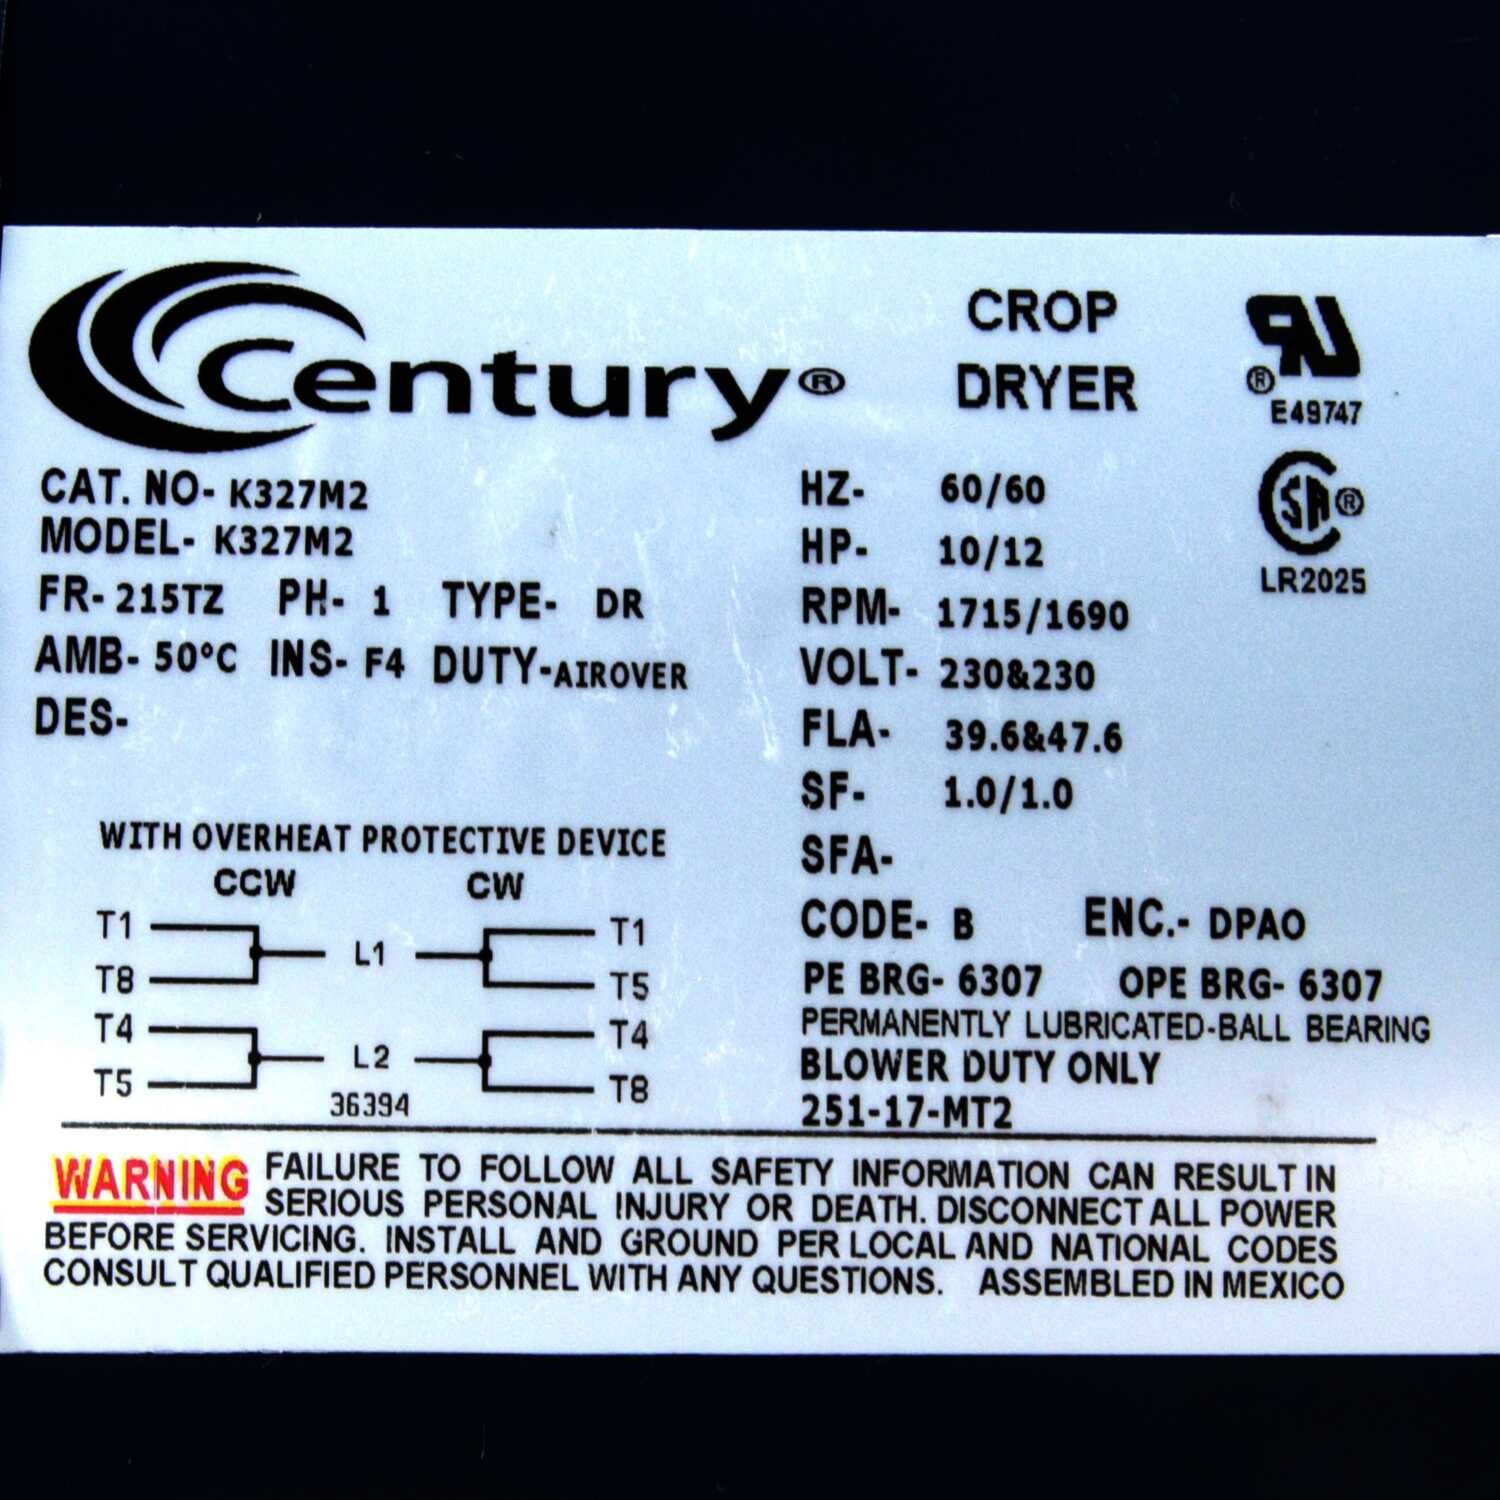 Century®
CROP
DRYER
®
E49747
CAT. NO- K327M2
MODEL- K327M2
FR- 215TZ PH- 1 TYPE- DR
AMB- 50°C INS- F4 DUTY-AIROVER
DES-
HZ- 60/60
HP- 10/12
RPM- 1715/1690
VOLT- 230&230
FLA- 39.6&47.6
SF- 1.0/1.0
SFA-
CODE- B ENC.- DPAO
PE BRG- 6307 OPE BRG- 6307
PERMANENTLY LUBRICATED-BALL BEARING
BLOWER DUTY ONLY
251-17-MT2
SA ®
LR2025
WITH OVERHEAT PROTECTIVE DEVICE
CCW CW
T1 L1 T1
T8 T5
T4 L2 T4
T5 T8
36394
WARNING FAILURE TO FOLLOW ALL SAFETY INFORMATION CAN RESULT IN
SERIOUS PERSONAL INJURY OR DEATH. DISCONNECT ALL POWER
BEFORE SERVICING. INSTALL AND GROUND PER LOCAL AND NATIONAL CODES
CONSULT QUALIFIED PERSONNEL WITH ANY QUESTIONS. ASSEMBLED IN MEXICO